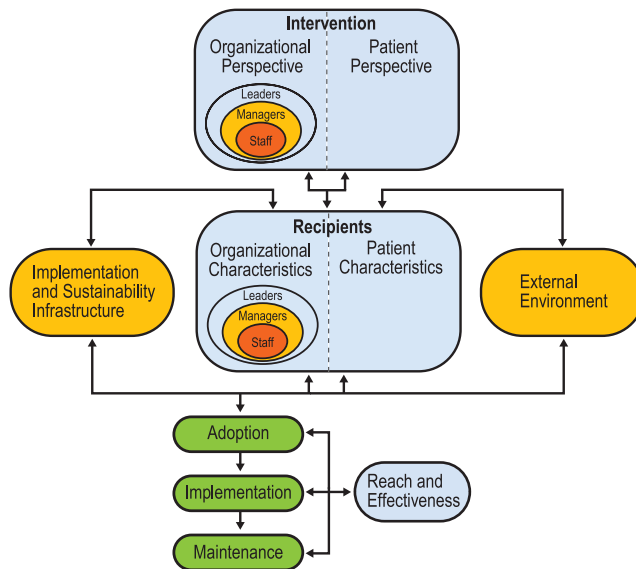 Intervention
Organizational
Perspective
Patient
Perspective
Leaders
Managers
Staff
Recipients
Organizational
Characteristics
Patient
Characteristics
Leaders
Managers
Staff
Implementation
and Sustainability
Infrastructure
External
Environment
Adoption
Implementation
Maintenance
Reach and
Effectiveness